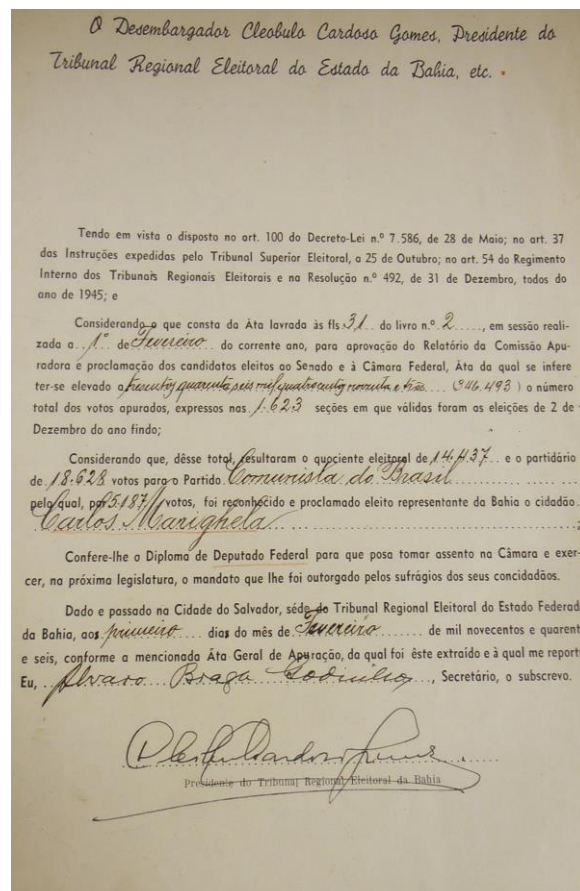 O Desembargador Cleobulo Cardoso Gomes, Presidente do
Tribunal Regional Eleitoral do Estado da Bahia, etc.
Tendo em vista o disposto no art. 100 do Decreto-Lei n.º 7.586, de 28 de Maio; no art. 37
das Instruções expedidas pelo Tribunal Superior Eleitoral, a 25 de Outubro; no art. 54 do Regimento
Interno dos Tribunais Regionais Eleitorais e na Resolução n.º 492, de 31 de Dezembro, todos do
ano de 1945; e
Considerando o que consta da Áta lavrada às fls. 31 do livro n.º 2, em sessão reali-
zada a 1º de Fevereiro do corrente ano, para aprovação do Relatório da Comissão Apu-
radora e proclamação dos candidatos eleitos ao Senado e à Câmara Federal, Áta da qual se infere
ter-se elevado a tresentos quarenta seis mil quatrocentos noventa e três (346.493) o número
total dos votos apurados, expressos nas 1.623 seções em que válidas foram as eleições de 2 de
Dezembro do ano findo;
Considerando que, dêsse total, resultaram o quociente eleitoral de 14.437 e o partidário
de 18.628 votos para o Partido Comunista do Brasil
pelo qual, por 5.187 votos, foi reconhecido e proclamado eleito representante da Bahia o cidadão
Carlos Marighela
Confere-lhe o Diploma de Deputado Federal para que posa tomar assento na Câmara e exer-
cer, na próxima legislatura, o mandato que lhe foi outorgado pelos sufrágios dos seus concidadãos.
Dado e passado na Cidade do Salvador, séde do Tribunal Regional Eleitoral do Estado Federad
da Bahia, aos primeiro dias do mês de Fevereiro de mil novecentos e quarent
e seis, conforme a mencionada Áta Geral de Apuração, da qual foi êste extraído e à qual me report
Eu, Alvaro Braga Godinho, Secretário, o subscrevo.
Presidente do Tribunal Regional Eleitoral da Bahia